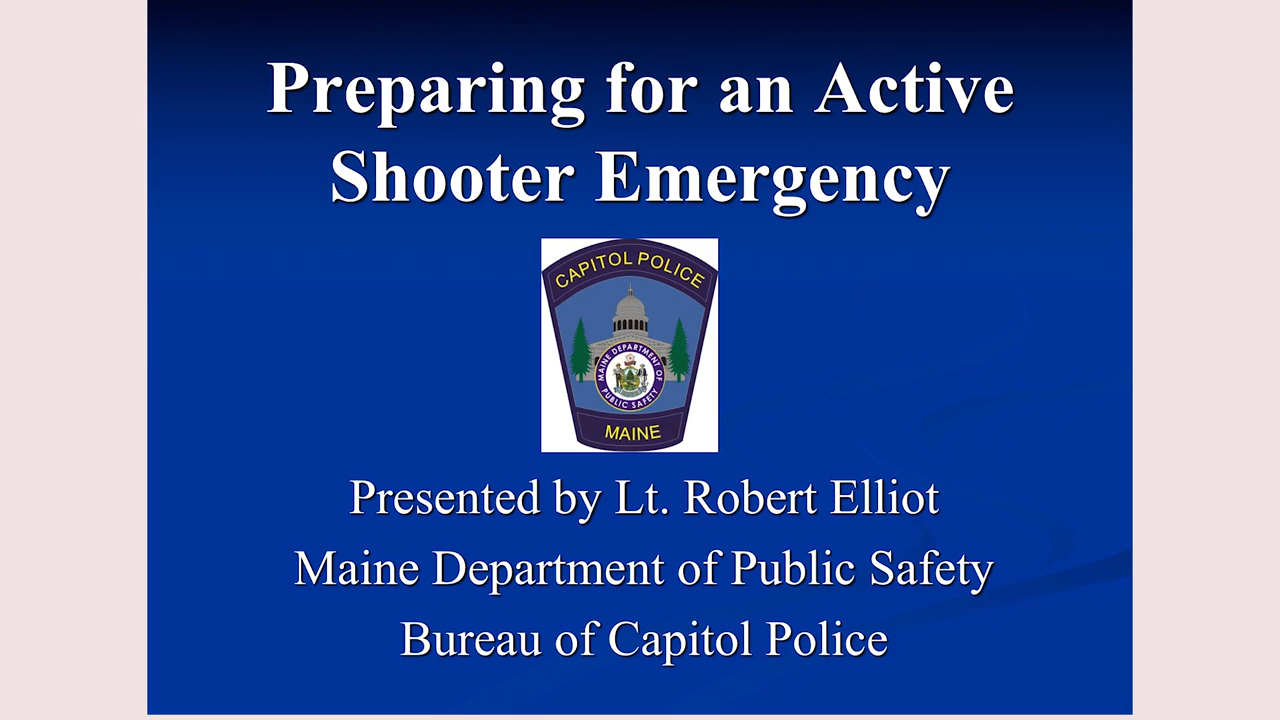 Preparing for an Active
Shooter Emergency
CAPITOL POLICE
MAINE DEPARTMENT OF
PUBLIC SAFETY
MAINE
Presented by Lt. Robert Elliot
Maine Department of Public Safety
Bureau of Capitol Police